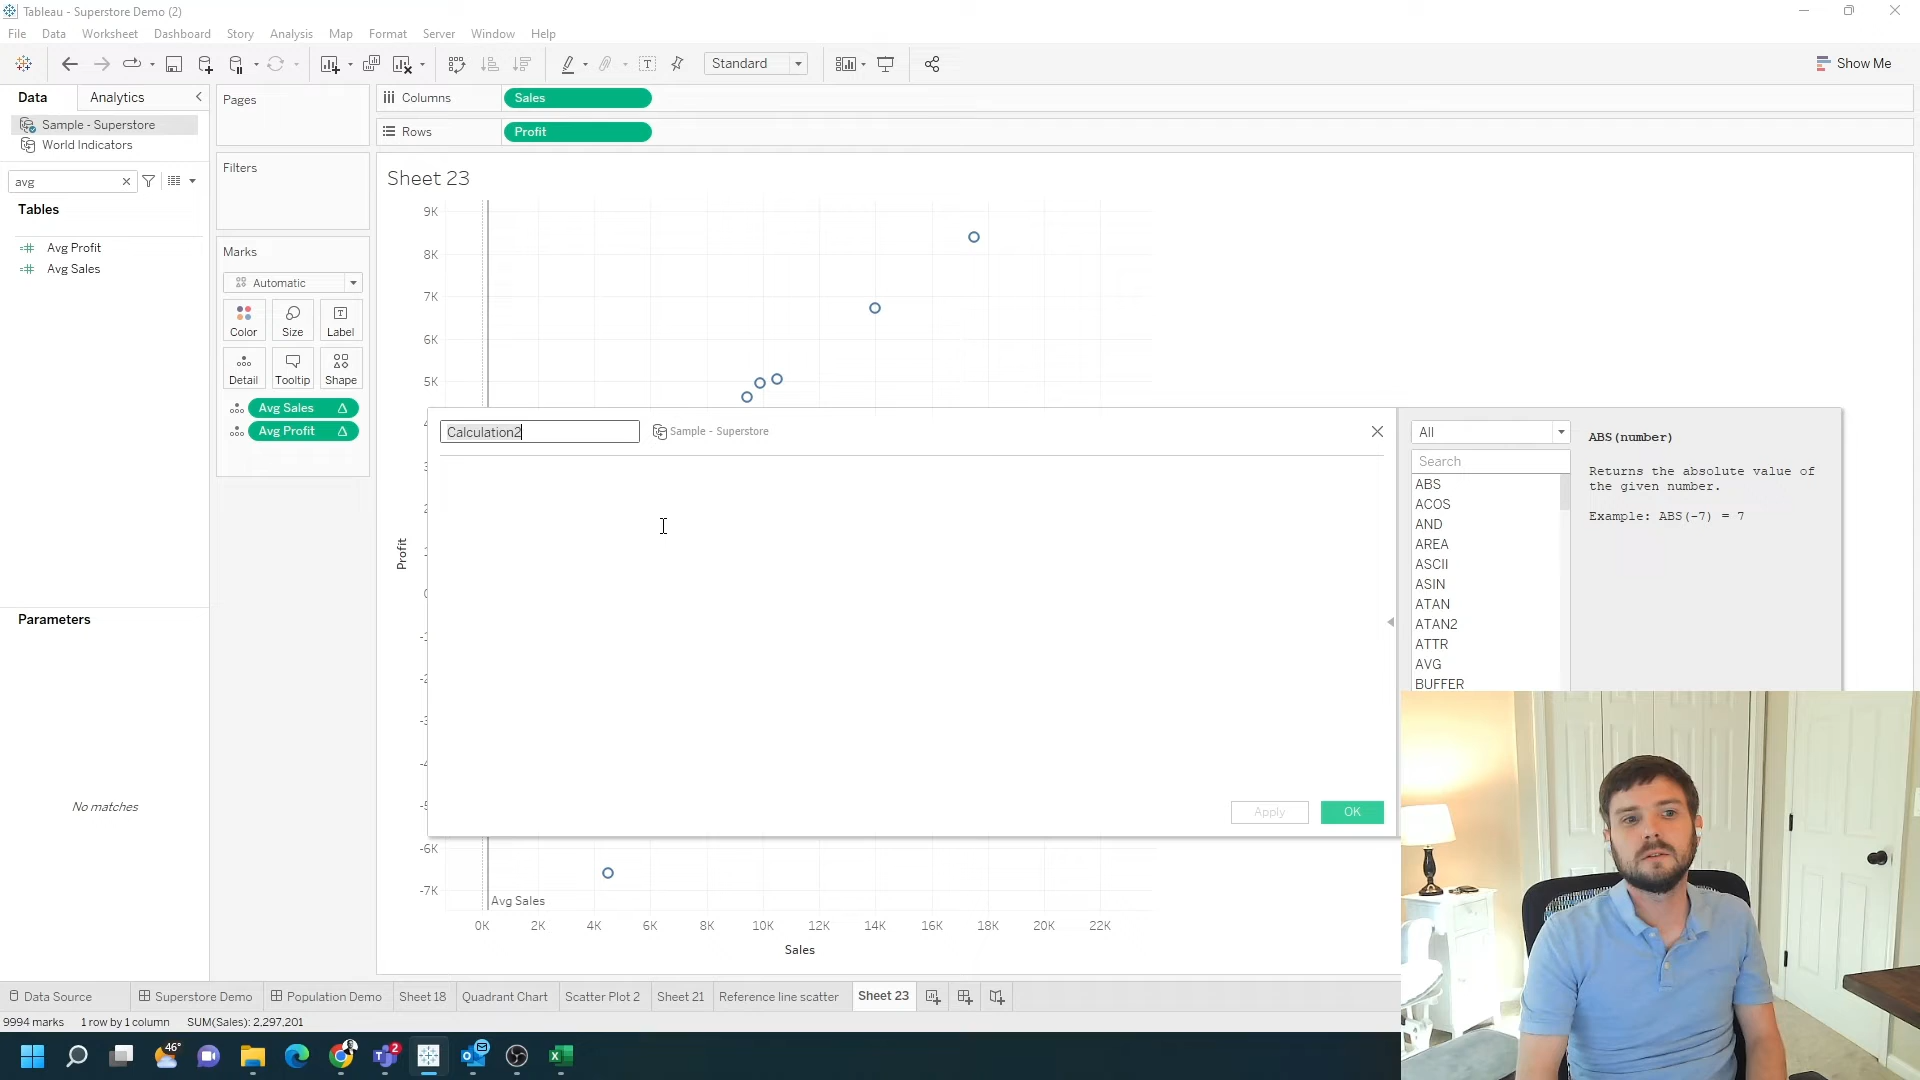 Tableau - Superstore Demo (2)
File Data Worksheet Dashboard Story Analysis Map Format Server Window Help
Standard
Show Me
Data Analytics
Pages
Columns Sales
Sample - Superstore
World Indicators
Rows Profit
Filters
avg
Sheet 23
Tables
Avg Profit
Avg Sales
Marks
Automatic
Color Size Label
Detail Tooltip Shape
Avg Sales
Avg Profit
9K
8K
7K
6K
5K
Calculation2
Sample - Superstore
All
Search
ABS
ACOS
AND
AREA
ASCII
ASIN
ATAN
ATAN2
ATTR
AVG
BUFFER
ABS(number)
Returns the absolute value of
the given number.
Example: ABS(-7) = 7
Profit
Parameters
No matches
Apply OK
-6K
-7K
Avg Sales
0K 2K 4K 6K 8K 10K 12K 14K 16K 18K 20K 22K
Sales
Data Source Superstore Demo Population Demo Sheet 18 Quadrant Chart Scatter Plot 2 Sheet 21 Reference line scatter Sheet 23
9994 marks 1 row by 1 column SUM(Sales): 2,297,201
46°
2